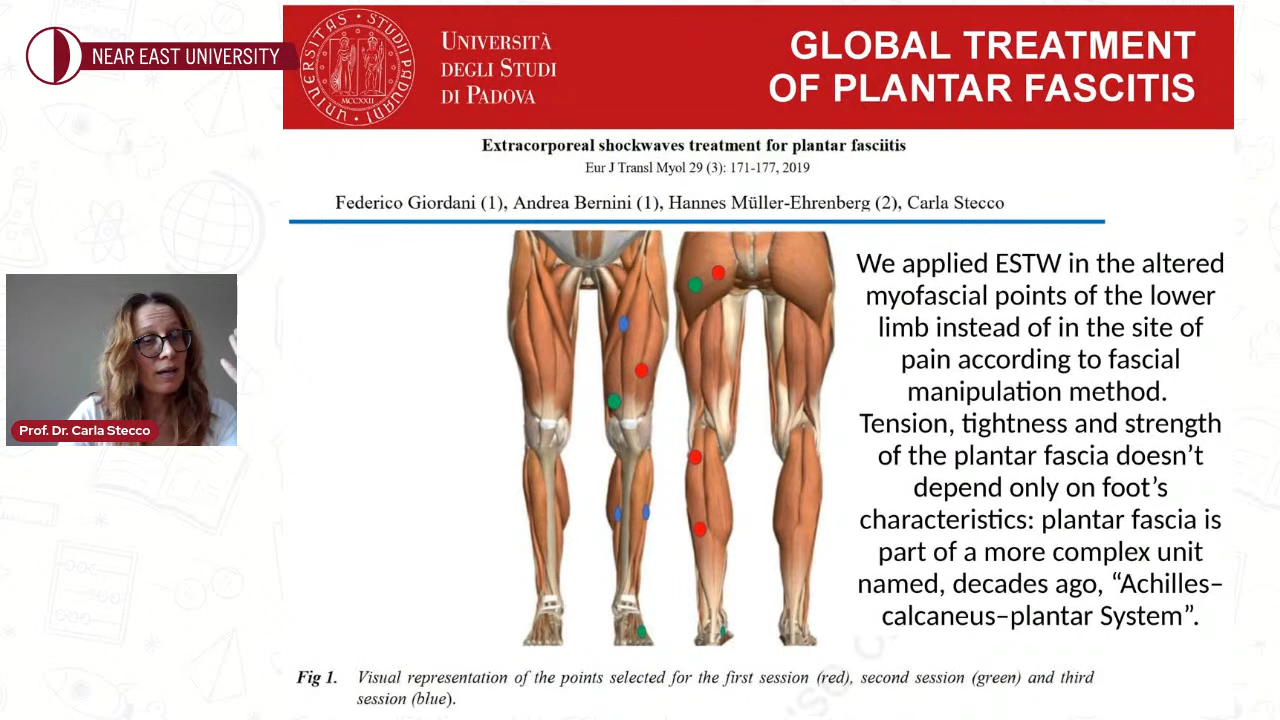 NEAR EAST UNIVERSITY
UNIVERSITAS STUDII PADUANI
MCCXXII
UNIVERSITÀ
DEGLI STUDI
DI PADOVA
GLOBAL TREATMENT
OF PLANTAR FASCITIS
Extracorporeal shockwaves treatment for plantar fasciitis
Eur J Transl Myol 29 (3): 171-177, 2019
Federico Giordani (1), Andrea Bernini (1), Hannes Müller-Ehrenberg (2), Carla Stecco
We applied ESTW in the altered
myofascial points of the lower
limb instead of in the site of
pain according to fascial
manipulation method.
Tension, tightness and strength
of the plantar fascia doesn’t
depend only on foot’s
characteristics: plantar fascia is
part of a more complex unit
named, decades ago, “Achilles–
calcaneus–plantar System”.
Prof. Dr. Carla Stecco
Fig 1. Visual representation of the points selected for the first session (red), second session (green) and third
session (blue).